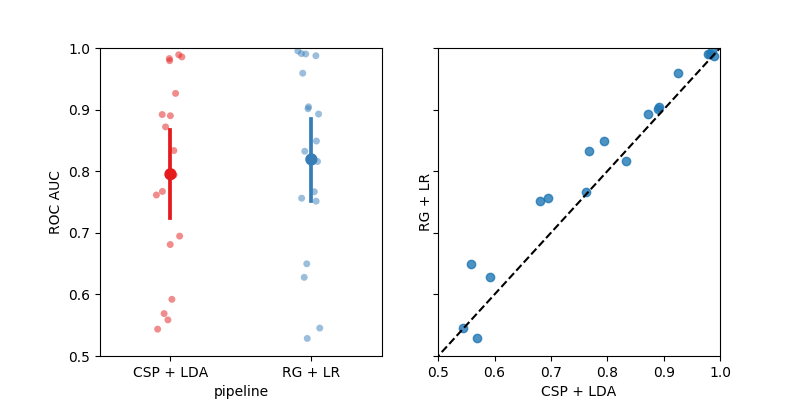 1.0
0.9
0.8
0.7
0.6
0.5
ROC AUC
CSP + LDA
RG + LR
pipeline
RG + LR
0.5
0.6
0.7
0.8
0.9
1.0
CSP + LDA